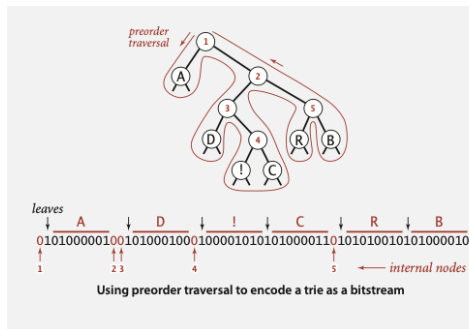 preorder
traversal
1
A
2
3
5
D
4
R
B
!
C
leaves
A D ! C R B
01010000010010100010001000010101010000110101010010101000010
1 2 3 4 5 internal nodes
Using preorder traversal to encode a trie as a bitstream